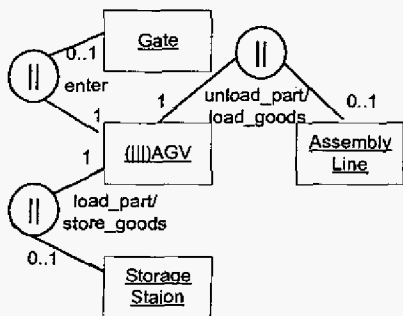 Gate
||
0..1
||
enter
1
1
unload_part/
load_goods
0..1
(|||)AGV
Assembly
Line
1
||
load_part/
store_goods
0..1
Storage
Staion